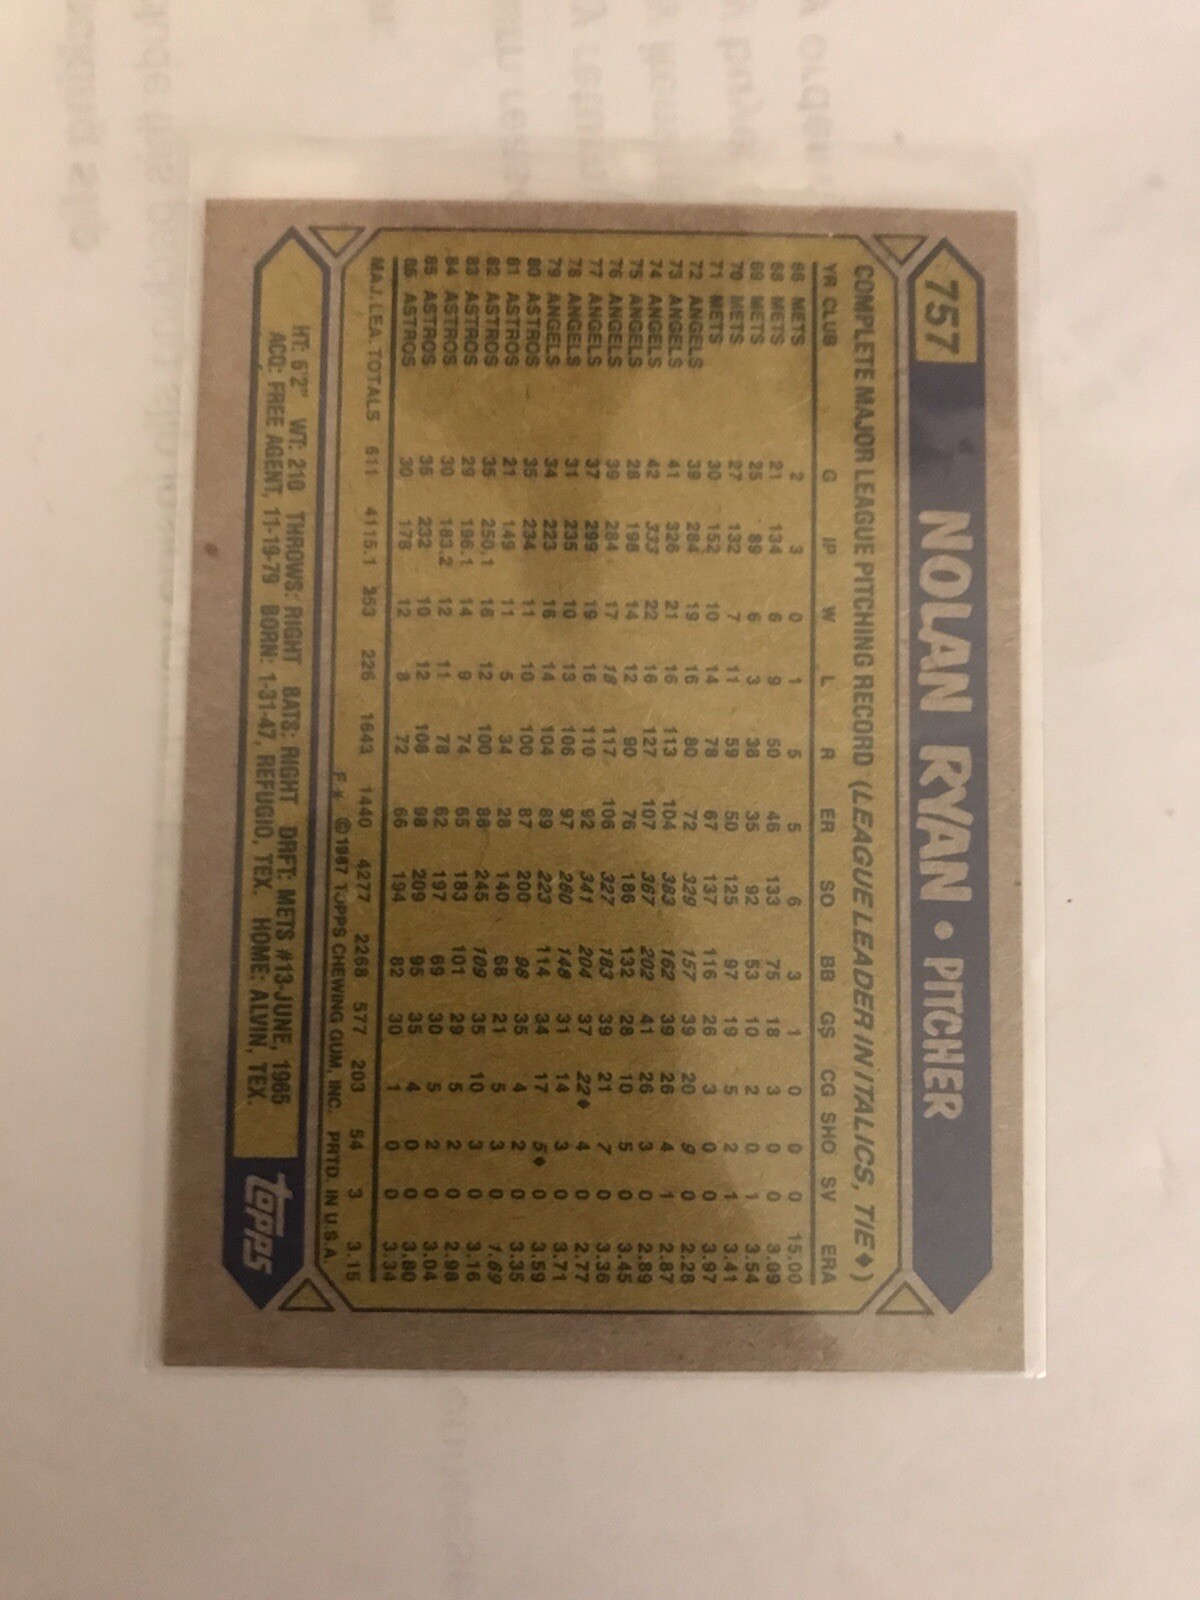 757 NOLAN RYAN • PITCHER
COMPLETE MAJOR LEAGUE PITCHING RECORD (LEAGUE LEADER IN ITALICS, TIE♦)
YR CLUB G IP W L R ER SO BB GS CG SHO SV ERA
66 METS 2 3 0 1 5 5 6 3 1 0 0 0 15.00
68 METS 21 134 6 9 50 46 133 75 18 3 0 0 3.09
69 METS 25 89 6 3 38 35 92 53 10 2 0 1 3.54
70 METS 27 132 7 11 59 50 125 97 19 5 2 1 3.41
71 METS 30 152 10 14 78 67 137 116 26 3 0 0 3.97
72 ANGELS 39 284 19 16 80 72 329 157 39 20 9 0 2.28
73 ANGELS 41 326 21 16 113 104 383 162 39 26 4 1 2.87
74 ANGELS 42 333 22 16 127 107 367 202 41 26 3 0 2.89
75 ANGELS 28 198 14 12 90 76 186 132 28 10 5 0 3.45
76 ANGELS 39 284 17 18 117 106 327 183 39 21 7 0 3.36
77 ANGELS 37 299 19 16 110 92 341 204 37 22♦ 4 0 2.77
78 ANGELS 31 235 10 13 106 97 260 148 31 14 3 0 3.71
79 ANGELS 34 223 16 14 104 89 223 114 34 17 5♦ 0 3.59
80 ASTROS 35 234 11 10 100 87 200 98 35 4 2 0 3.35
81 ASTROS 21 149 11 5 34 28 140 68 21 5 3 0 1.69
82 ASTROS 35 250.1 16 12 100 88 245 109 35 10 3 0 3.16
83 ASTROS 29 196.1 14 9 74 65 183 101 29 5 2 0 2.98
84 ASTROS 30 183.2 12 11 78 62 197 69 30 5 2 0 3.04
85 ASTROS 35 232 10 12 108 98 209 95 35 4 0 0 3.80
86 ASTROS 30 178 12 8 72 66 194 82 30 1 0 0 3.34
MAJ. LEA. TOTALS 611 4115.1 253 226 1643 1440 4277 2268 577 203 54 3 3.15
F* © 1987 TOPPS CHEWING GUM, INC. PRTD. IN U.S.A.
HT: 6'2" WT: 210 THROWS: RIGHT BATS: RIGHT DRFT: METS #13-JUNE, 1965
ACQ: FREE AGENT, 11-19-79 BORN: 1-31-47, REFUGIO, TEX. HOME: ALVIN, TEX.
topps